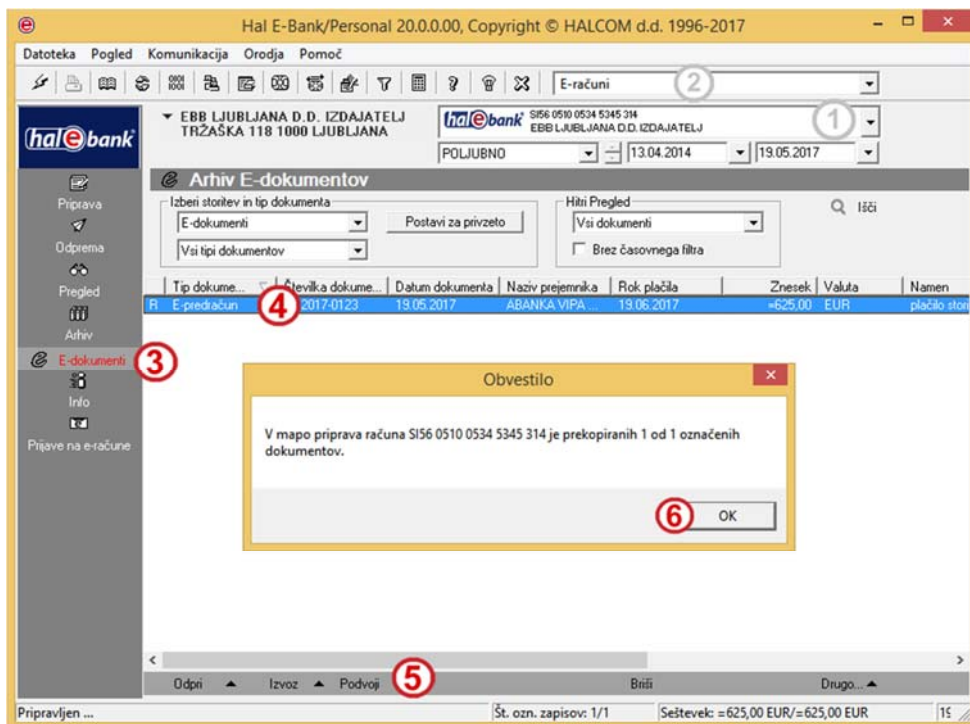 Hal E-Bank/Personal 20.0.0.00, Copyright © HALCOM d.d. 1996-2017
Datoteka Pogled Komunikacija Orodja Pomoč
E-računi 2
hal e bank
EBB LJUBLJANA D.D. IZDAJATELJ
TRŽAŠKA 118 1000 LJUBLJANA
hal e bank SI56 0510 0534 5345 314
EBB LJUBLJANA D.D. IZDAJATELJ
1
POLJUBNO 13.04.2014 19.05.2017
Priprava
Odprema
Pregled
Arhiv
E-dokumenti 3
Info
Prijave na e-račune
Arhiv E-dokumentov
Izberi storitev in tip dokumenta
E-dokumenti Postavi za privzeto
Vsi tipi dokumentov
Hitri Pregled
Vsi dokumenti
Brez časovnega filtra
Išči
Tip dokume... Številka dokume... Datum dokumenta Naziv prejemnika Rok plačila Znesek Valuta Namen
R E-predračun 4 2017-0123 19.05.2017 ABANKA VIPA ... 19.06.2017 =625,00 EUR plačilo stori
Obvestilo
V mapo priprava računa SI56 0510 0534 5345 314 je prekopiranih 1 od 1 označenih
dokumentov.
6 OK
Odpri Izvoz Podvoji 5 Briši Drugo...
Pripravljen ... Št. ozn. zapisov: 1/1 Seštevek: =625,00 EUR/=625,00 EUR 19